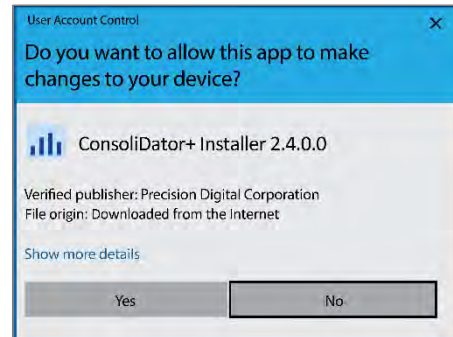 User Account Control
Do you want to allow this app to make
changes to your device?
ConsoliDator+ Installer 2.4.0.0
Verified publisher: Precision Digital Corporation
File origin: Downloaded from the Internet
Show more details
Yes
No